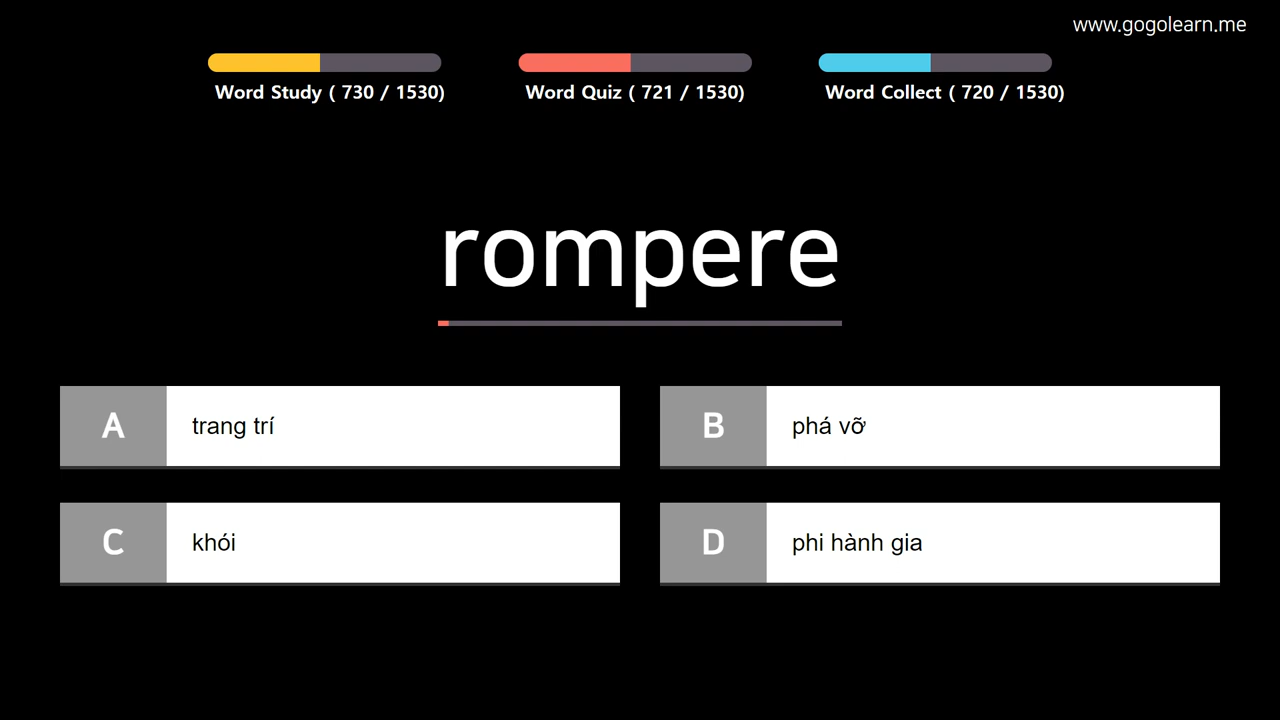 www.gogolearn.me
Word Study ( 730 / 1530)
Word Quiz ( 721 / 1530)
Word Collect ( 720 / 1530)
rompere
A trang trí
B phá vỡ
C khói
D phi hành gia